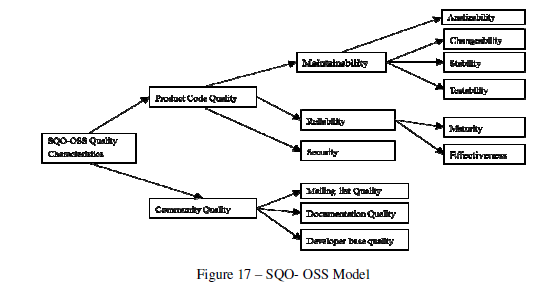 Analizability
Changeability
Stability
Testability
Maintainability
Product Code Quality
Reliability
Maturity
Effectiveness
Security
SQO-OSS Quality
Characteristics
Community Quality
Mailing list Quality
Documentation Quality
Developer base quality
Figure 17 – SQO- OSS Model